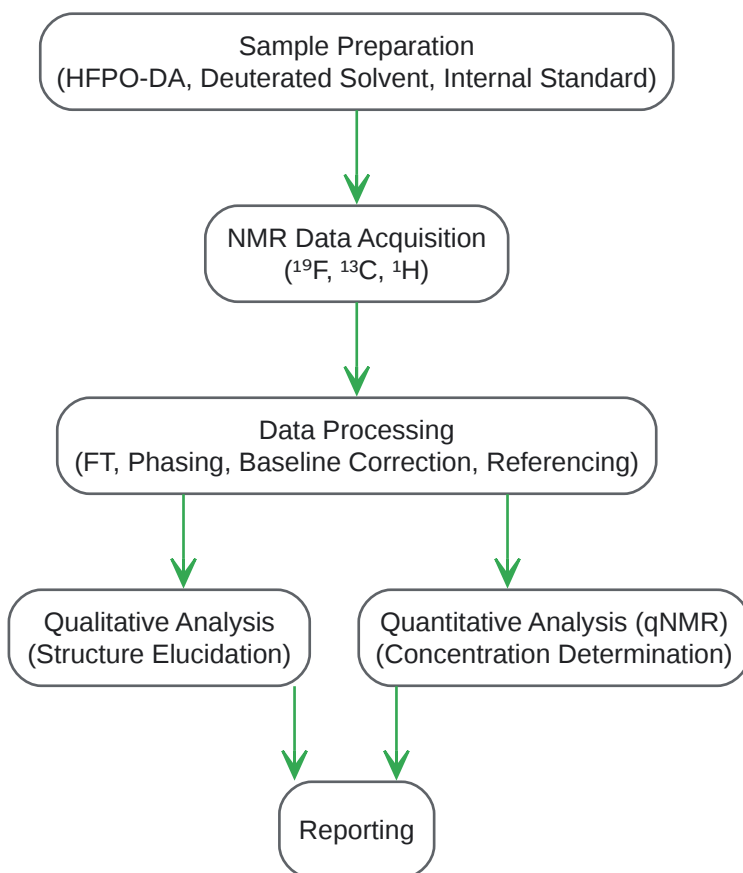 Sample Preparation
(HFPO-DA, Deuterated Solvent, Internal Standard)
NMR Data Acquisition
(¹⁹F, ¹³C, ¹H)
Data Processing
(FT, Phasing, Baseline Correction, Referencing)
Qualitative Analysis
(Structure Elucidation)
Quantitative Analysis (qNMR)
(Concentration Determination)
Reporting